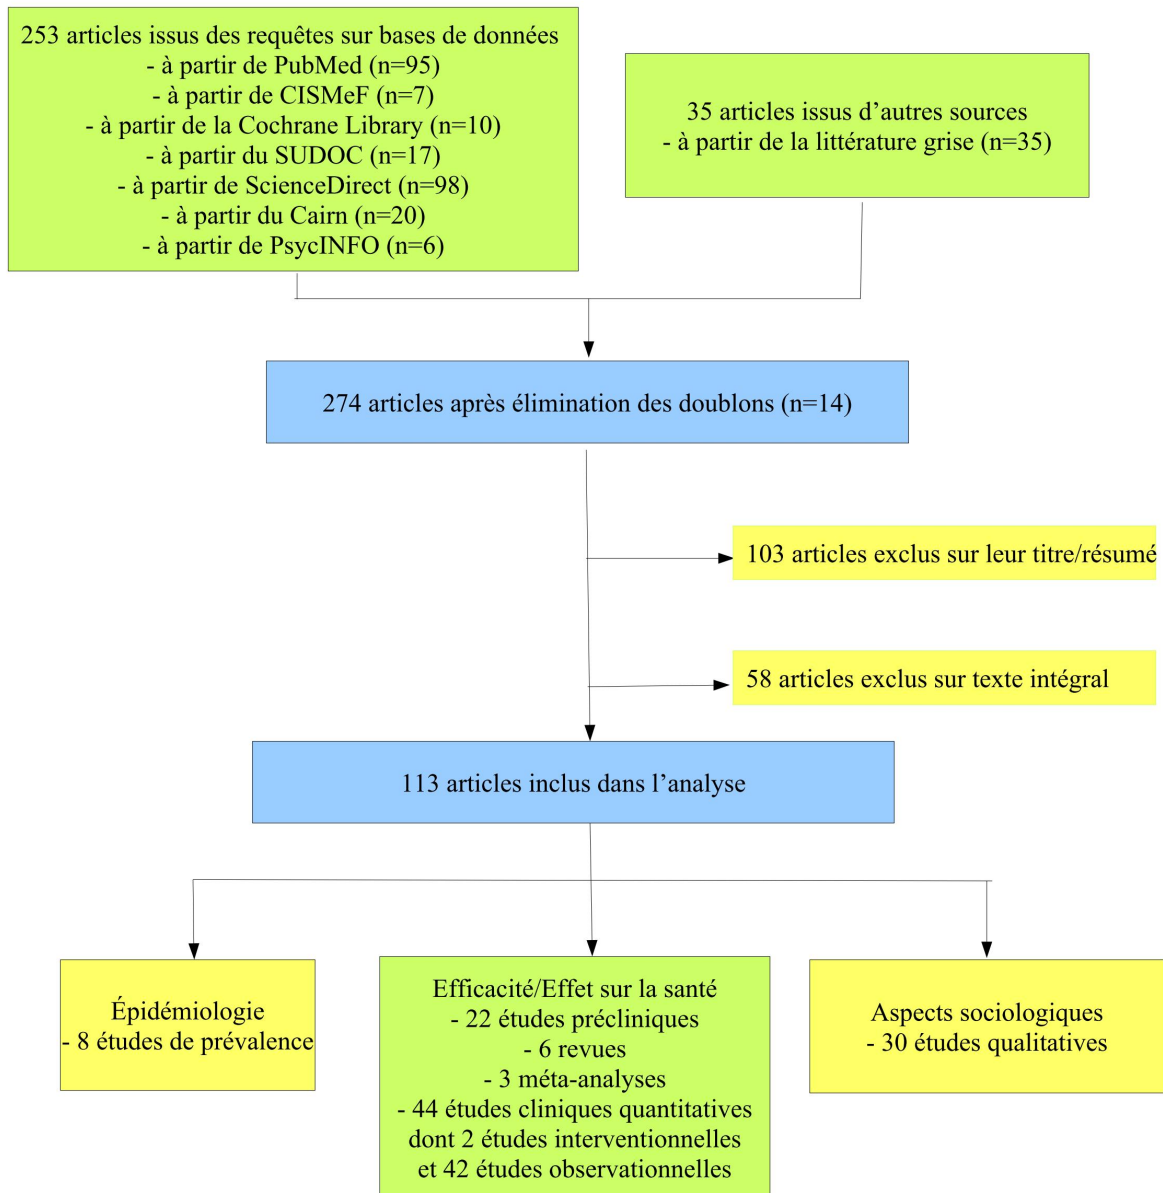 253 articles issus des requêtes sur bases de données
- à partir de PubMed (n=95)
- à partir de CISMeF (n=7)
- à partir de la Cochrane Library (n=10)
- à partir du SUDOC (n=17)
- à partir de ScienceDirect (n=98)
- à partir du Cairn (n=20)
- à partir de PsycINFO (n=6)
35 articles issus d’autres sources
- à partir de la littérature grise (n=35)
274 articles après élimination des doublons (n=14)
103 articles exclus sur leur titre/résumé
58 articles exclus sur texte intégral
113 articles inclus dans l’analyse
Épidémiologie
- 8 études de prévalence
Efficacité/Effet sur la santé
- 22 études précliniques
- 6 revues
- 3 méta-analyses
- 44 études cliniques quantitatives
dont 2 études interventionnelles
et 42 études observationnelles
Aspects sociologiques
- 30 études qualitatives